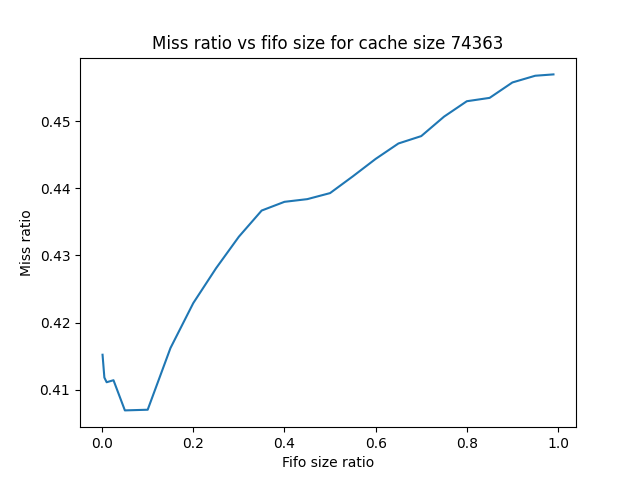 Miss ratio vs fifo size for cache size 74363
Miss ratio
0.45
0.44
0.43
0.42
0.41
0.0 0.2 0.4 0.6 0.8 1.0
Fifo size ratio